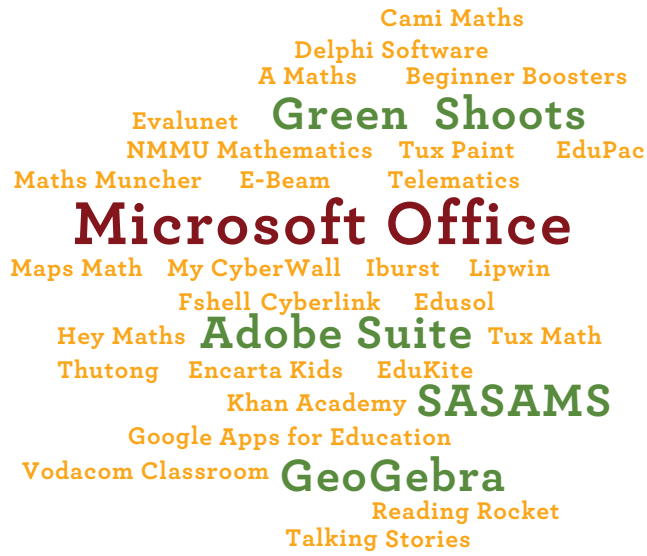 Cami Maths
Delphi Software
A Maths Beginner Boosters
Evalunet Green Shoots
NMMU Mathematics Tux Paint EduPac
Maths Muncher E-Beam Telematics
Microsoft Office
Maps Math My CyberWall Iburst Lipwin
Fshell Cyberlink Edusol
Hey Maths Adobe Suite Tux Math
Thutong Encarta Kids EduKite
Khan Academy SASAMS
Google Apps for Education
Vodacom Classroom GeoGebra
Reading Rocket
Talking Stories